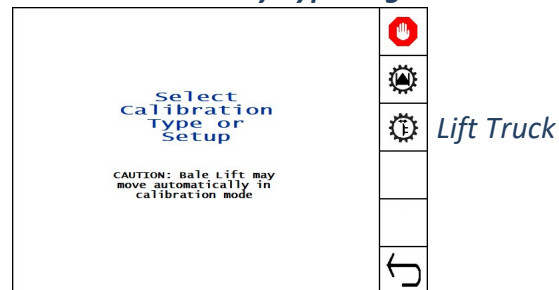 Select
Calibration
Type or
Setup
CAUTION: Bale Lift may
move automatically in
calibration mode
Lift Truck